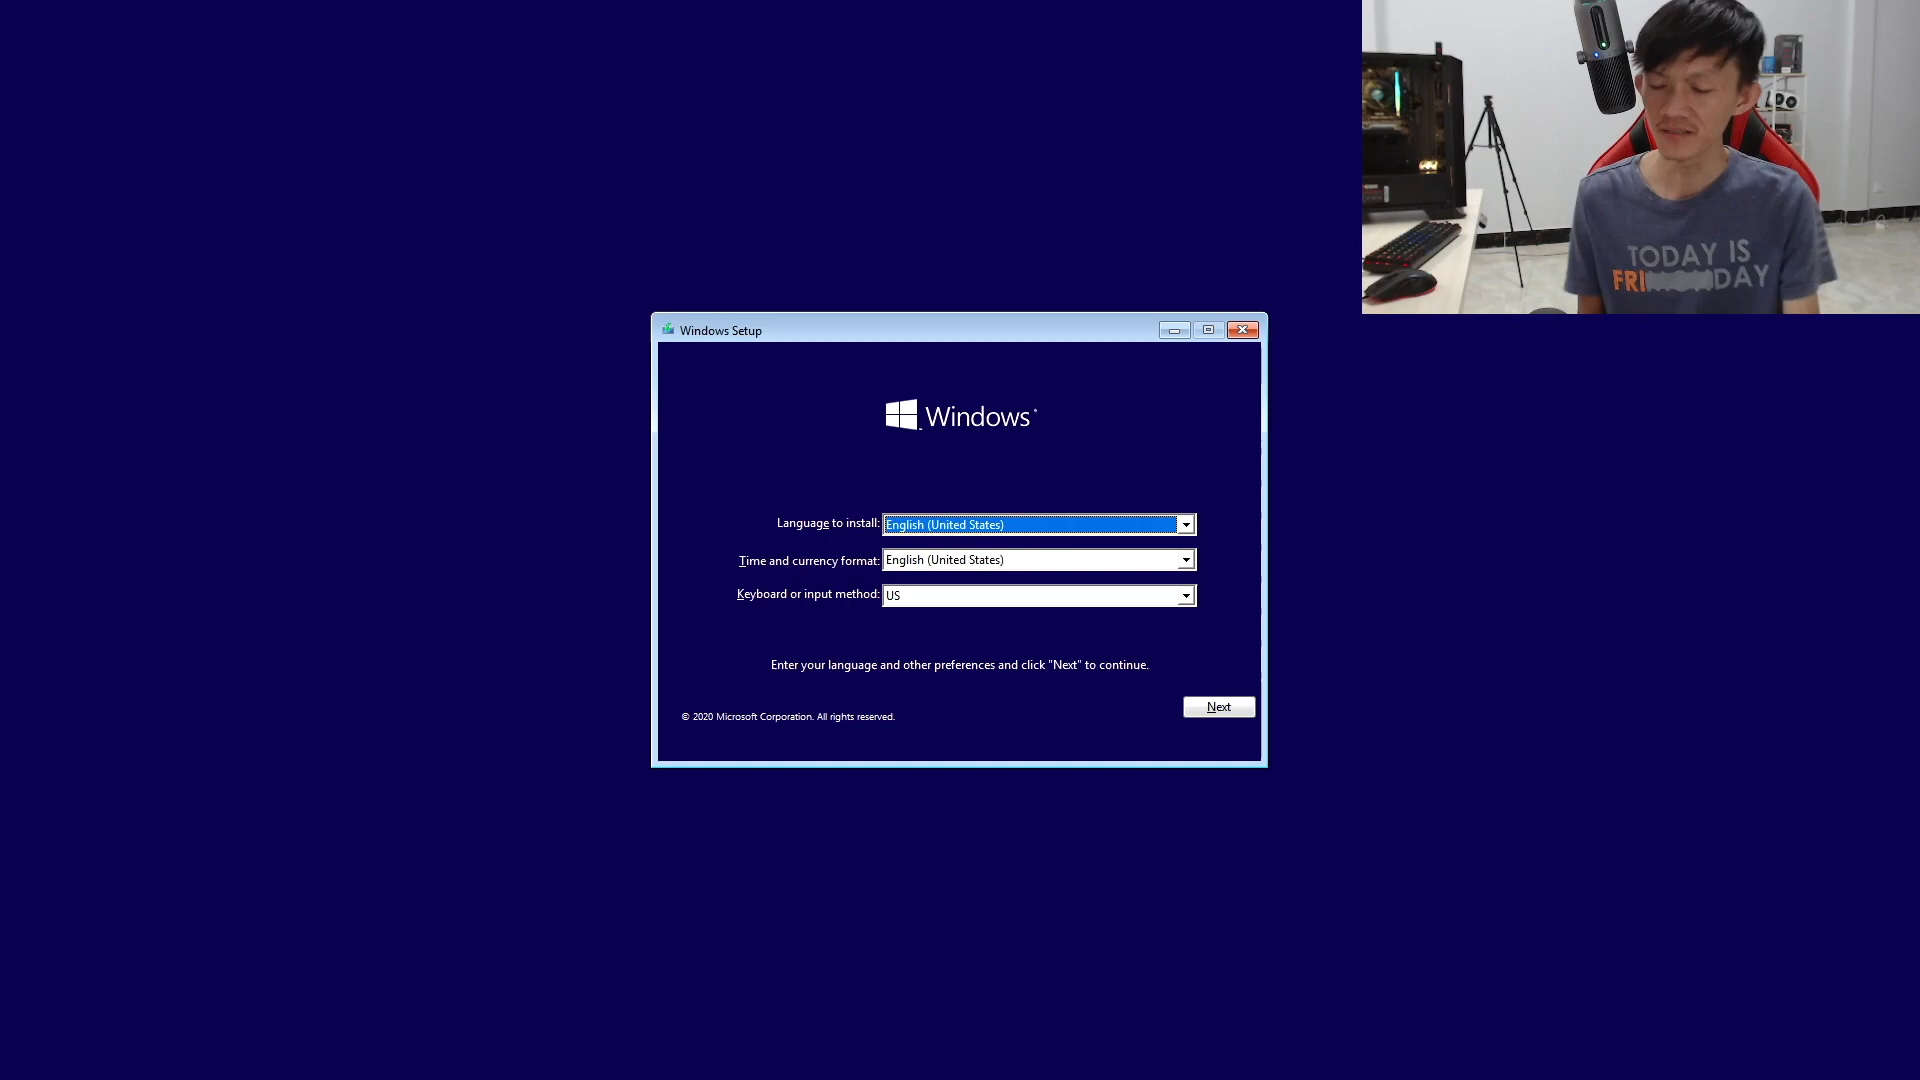 TODAY IS
FRIMONDAY
Windows Setup
Windows
Language to install: English (United States)
Time and currency format: English (United States)
Keyboard or input method: US
Enter your language and other preferences and click "Next" to continue.
Next
© 2020 Microsoft Corporation. All rights reserved.